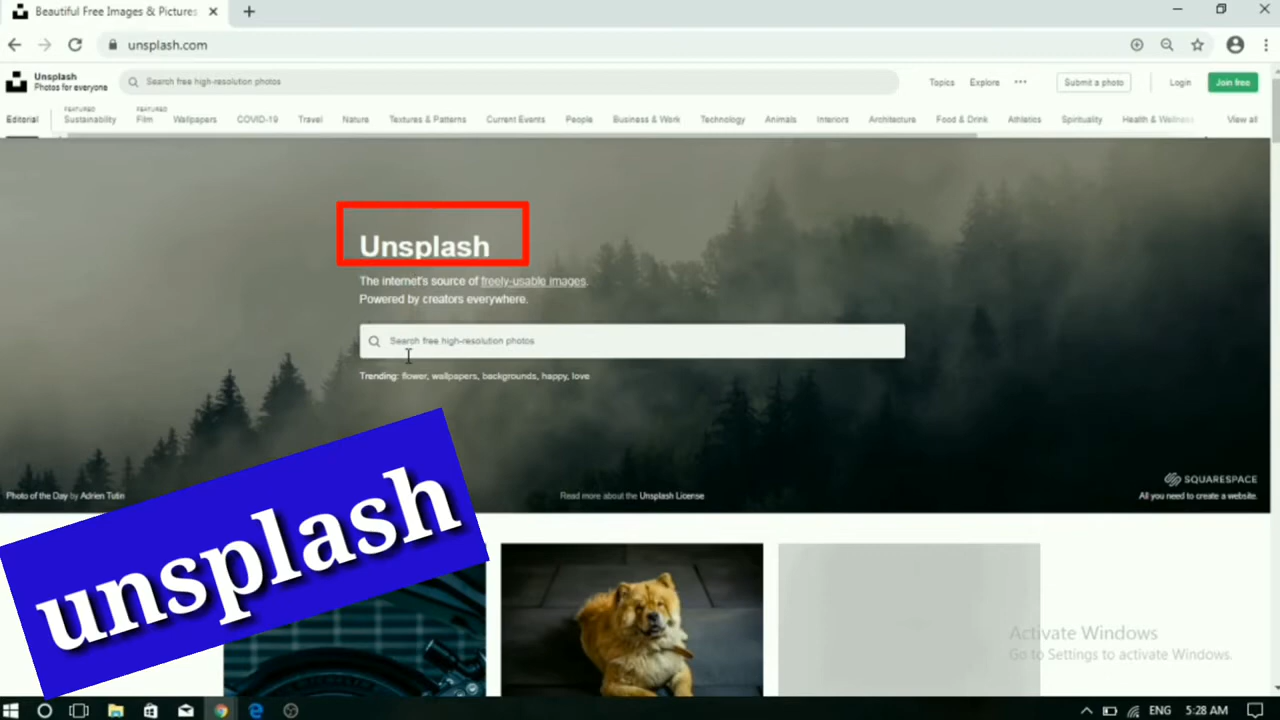 Beautiful Free Images & Pictures
unsplash.com
Unsplash
Photos for everyone
Search free high-resolution photos
Topics
Explore
Submit a photo
Login
Join free
Editorial
FEATURED
Sustainability
FEATURED
Film
Wallpapers
COVID-19
Travel
Nature
Textures & Patterns
Current Events
People
Business & Work
Technology
Animals
Interiors
Architecture
Food & Drink
Athletics
Spirituality
Health & Wellness
View all
Unsplash
The internet's source of freely-usable images.
Powered by creators everywhere.
Search free high-resolution photos
Trending: flower, wallpapers, backgrounds, happy, love
Photo of the Day by Adrien Tutin
Read more about the Unsplash License
SQUARESPACE
All you need to create a website.
unsplash
Activate Windows
Go to Settings to activate Windows.
ENG
5:28 AM